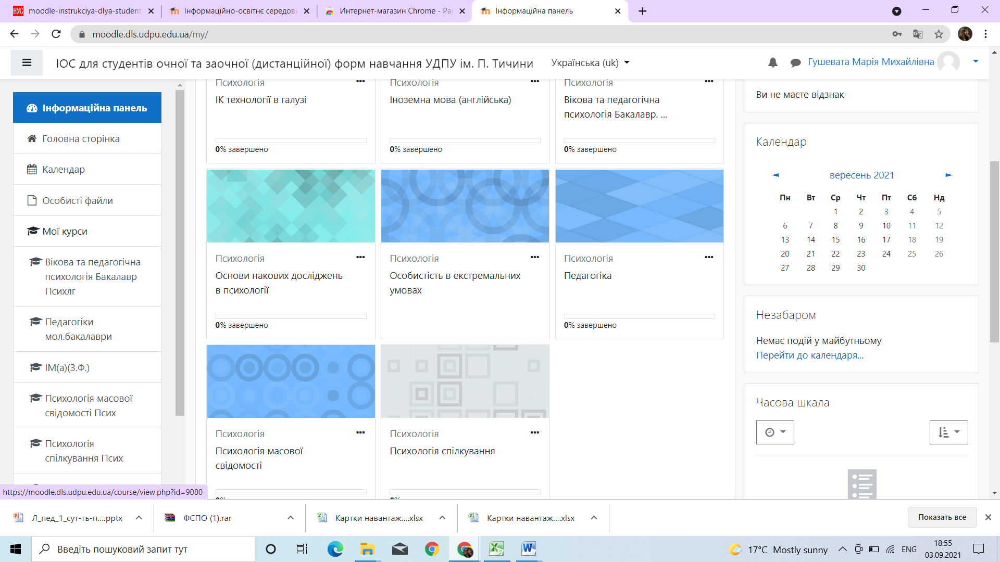 moodle-instrukciya-dlya-student
Інформаційно-освітнє середови
Интернет-магазин Chrome - Рас
Інформаційна панель
moodle.dls.udpu.edu.ua/my/
ІОС для студентів очної та заочної (дистанційної) форм навчання УДПУ ім. П. Тичини
Українська (uk)
Гушевата Марія Михайлівна
Інформаційна панель
Головна сторінка
Календар
Особисті файли
Мої курси
Вікова та педагогічна
психологія Бакалавр
Психлг
Педагогіки
мол.бакалаври
ІМ(а)(З.Ф.)
Психологія масової
свідомості Псих
Психологія
спілкування Псих
https://moodle.dls.udpu.edu.ua/course/view.php?id=9080
Психологія
ІК технології в галузі
0% завершено
Психологія
Іноземна мова (англійська)
0% завершено
Психологія
Вікова та педагогічна
психологія Бакалавр. ...
0% завершено
Психологія
Основи накових досліджень
в психології
0% завершено
Психологія
Особистість в екстремальних
умовах
Психологія
Педагогіка
0% завершено
Психологія
Психологія масової
свідомості
Психологія
Психологія спілкування
Ви не маєте відзнак
Календар
вересень 2021
Пн Вт Ср Чт Пт Сб Нд
1 2 3 4 5
6 7 8 9 10 11 12
13 14 15 16 17 18 19
20 21 22 23 24 25 26
27 28 29 30
Незабаром
Немає подій у майбутньому
Перейти до календаря...
Часова шкала
Л_пед_1_сут-ть-п....pptx
ФСПО (1).rar
Картки навантаж....xlsx
Картки навантаж....xlsx
Показать все
Введіть пошуковий запит тут
17°C Mostly sunny
ENG
18:55
03.09.2021